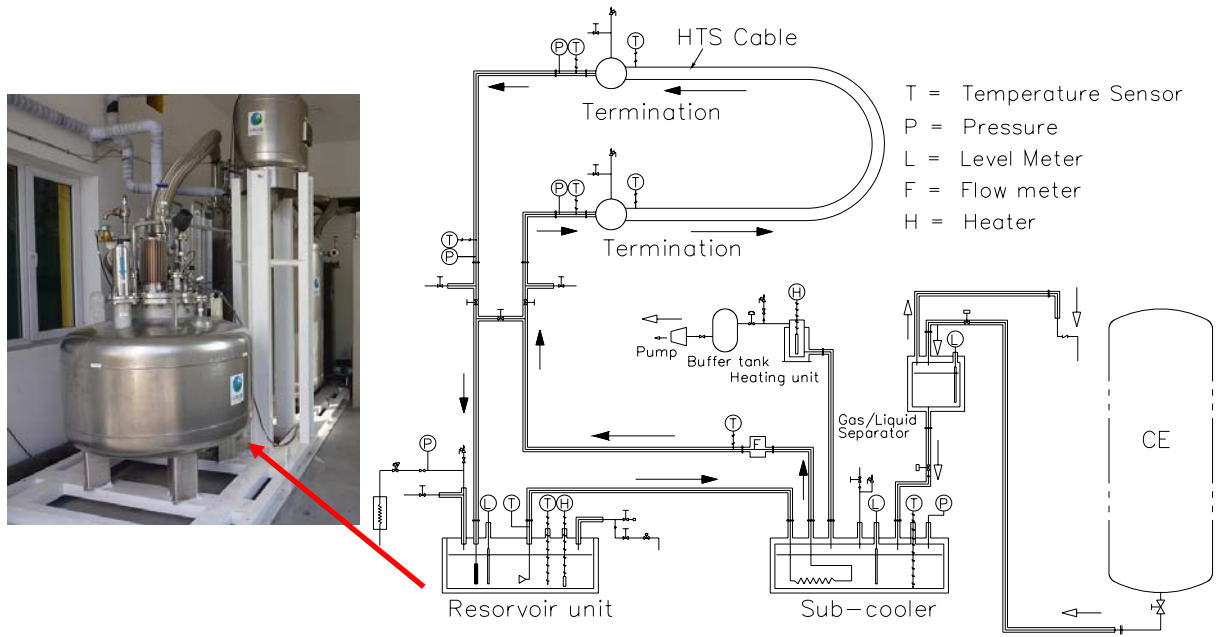 HTS Cable
P T T
Termination
T = Temperature Sensor
P = Pressure
L = Level Meter
F = Flow meter
H = Heater
P T T
Termination
T
P
H
Pump
Buffer tank
Heating unit
L
Gas/Liquid
Separator
CE
T
F
P
L T T H
L T P
Resorvoir unit
Sub-cooler